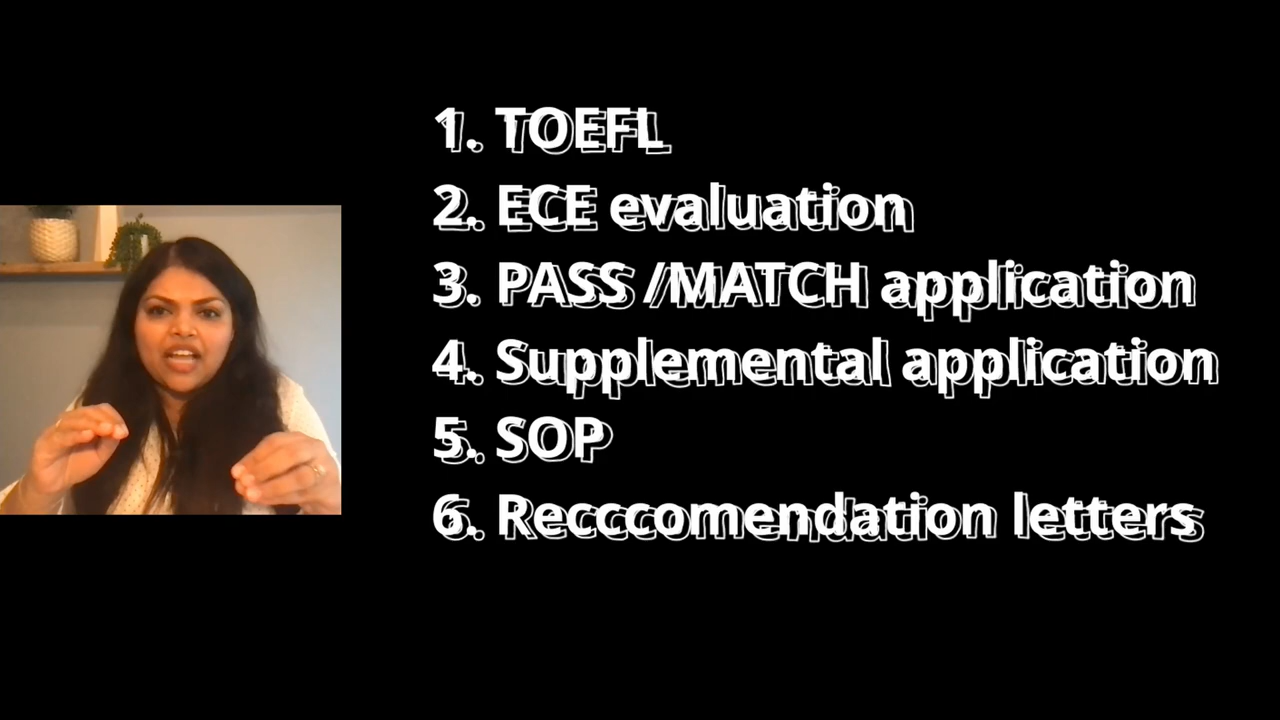 1. TOEFL
2. ECE evaluation
3. PASS /MATCH application
4. Supplemental application
5. SOP
6. Recccomendation letters